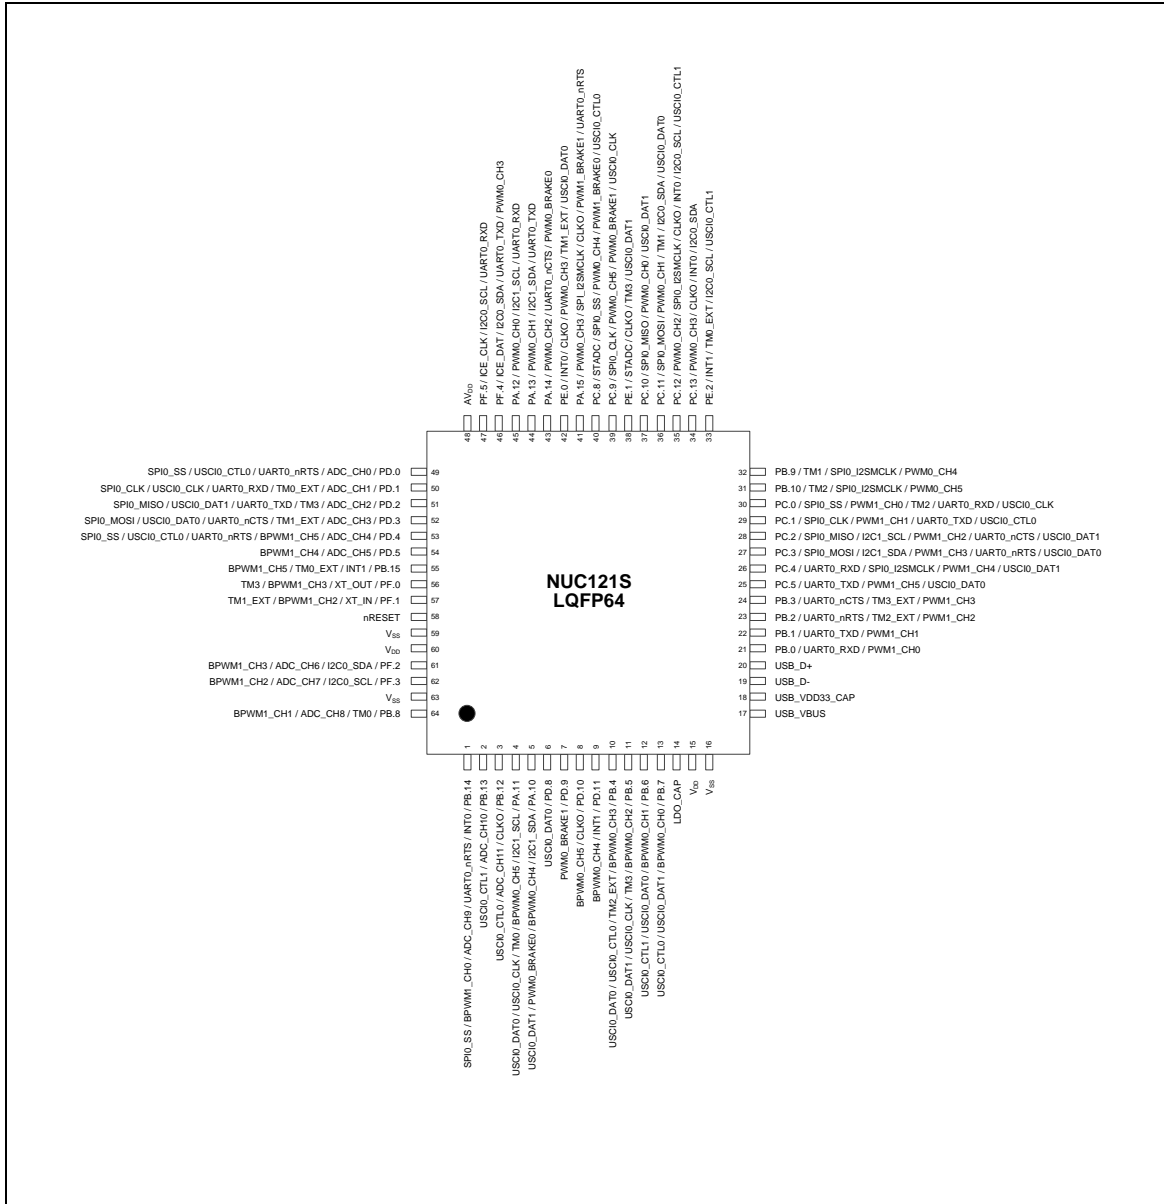 AVDD
PF.5 / ICE_CLK / I2C0_SCL / UART0_RXD
PF.4 / ICE_DAT / I2C0_SDA / UART0_TXD / PWM0_CH3
PA.12 / PWM0_CH0 / I2C1_SCL / UART0_RXD
PA.13 / PWM0_CH1 / I2C1_SDA / UART0_TXD
PA.14 / PWM0_CH2 / UART0_nCTS / PWM0_BRAKE0
PE.0 / INT0 / CLKO / PWM0_CH3 / TM1_EXT / USCI0_DAT0
PA.15 / PWM0_CH3 / SPI_I2SMCLK / CLKO / PWM1_BRAKE1 / UART0_nRTS
PC.8 / STADC / SPI0_SS / PWM0_CH4 / PWM1_BRAKE0 / USCI0_CTL0
PC.9 / SPI0_CLK / PWM0_CH5 / PWM0_BRAKE1 / USCI0_CLK
PE.1 / STADC / CLKO / TM3 / USCI0_DAT1
PC.10 / SPI0_MISO / PWM0_CH0 / USCI0_DAT1
PC.11 / SPI0_MOSI / PWM0_CH1 / TM1 / I2C0_SDA / USCI0_DAT0
PC.12 / PWM0_CH2 / SPI0_I2SMCLK / CLKO / INT0 / I2C0_SCL / USCI0_CTL1
PC.13 / PWM0_CH3 / CLKO / INT0 / I2C0_SDA
PE.2 / INT1 / TM0_EXT / I2C0_SCL / USCI0_CTL1
48 47 46 45 44 43 42 41 40 39 38 37 36 35 34 33
SPI0_SS / USCI0_CTL0 / UART0_nRTS / ADC_CH0 / PD.0 49
SPI0_CLK / USCI0_CLK / UART0_RXD / TM0_EXT / ADC_CH1 / PD.1 50
SPI0_MISO / USCI0_DAT1 / UART0_TXD / TM3 / ADC_CH2 / PD.2 51
SPI0_MOSI / USCI0_DAT0 / UART0_nCTS / TM1_EXT / ADC_CH3 / PD.3 52
SPI0_SS / USCI0_CTL0 / UART0_nRTS / BPWM1_CH5 / ADC_CH4 / PD.4 53
BPWM1_CH4 / ADC_CH5 / PD.5 54
BPWM1_CH5 / TM0_EXT / INT1 / PB.15 55
TM3 / BPWM1_CH3 / XT_OUT / PF.0 56
TM1_EXT / BPWM1_CH2 / XT_IN / PF.1 57
nRESET 58
VSS 59
VDD 60
BPWM1_CH3 / ADC_CH6 / I2C0_SDA / PF.2 61
BPWM1_CH2 / ADC_CH7 / I2C0_SCL / PF.3 62
VSS 63
BPWM1_CH1 / ADC_CH8 / TM0 / PB.8 64
NUC121S
LQFP64
32 PB.9 / TM1 / SPI0_I2SMCLK / PWM0_CH4
31 PB.10 / TM2 / SPI0_I2SMCLK / PWM0_CH5
30 PC.0 / SPI0_SS / PWM1_CH0 / TM2 / UART0_RXD / USCI0_CLK
29 PC.1 / SPI0_CLK / PWM1_CH1 / UART0_TXD / USCI0_CTL0
28 PC.2 / SPI0_MISO / I2C1_SCL / PWM1_CH2 / UART0_nCTS / USCI0_DAT1
27 PC.3 / SPI0_MOSI / I2C1_SDA / PWM1_CH3 / UART0_nRTS / USCI0_DAT0
26 PC.4 / UART0_RXD / SPI0_I2SMCLK / PWM1_CH4 / USCI0_DAT1
25 PC.5 / UART0_TXD / PWM1_CH5 / USCI0_DAT0
24 PB.3 / UART0_nCTS / TM3_EXT / PWM1_CH3
23 PB.2 / UART0_nRTS / TM2_EXT / PWM1_CH2
22 PB.1 / UART0_TXD / PWM1_CH1
21 PB.0 / UART0_RXD / PWM1_CH0
20 USB_D+
19 USB_D-
18 USB_VDD33_CAP
17 USB_VBUS
1 2 3 4 5 6 7 8 9 10 11 12 13 14 15 16
SPI0_SS / BPWM1_CH0 / ADC_CH9 / UART0_nRTS / INT0 / PB.14
USCI0_CTL1 / ADC_CH10 / PB.13
USCI0_CTL0 / ADC_CH11 / CLKO / PB.12
USCI0_DAT0 / USCI0_CLK / TM0 / BPWM0_CH5 / I2C1_SCL / PA.11
USCI0_DAT1 / PWM0_BRAKE0 / BPWM0_CH4 / I2C1_SDA / PA.10
USCI0_DAT0 / PD.8
PWM0_BRAKE1 / PD.9
BPWM0_CH5 / CLKO / PD.10
BPWM0_CH4 / INT1 / PD.11
USCI0_DAT0 / USCI0_CTL0 / TM2_EXT / BPWM0_CH3 / PB.4
USCI0_DAT1 / USCI0_CLK / TM3 / BPWM0_CH2 / PB.5
USCI0_CTL1 / USCI0_DAT0 / BPWM0_CH1 / PB.6
USCI0_CTL0 / USCI0_DAT1 / BPWM0_CH0 / PB.7
LDO_CAP
VDD
VSS